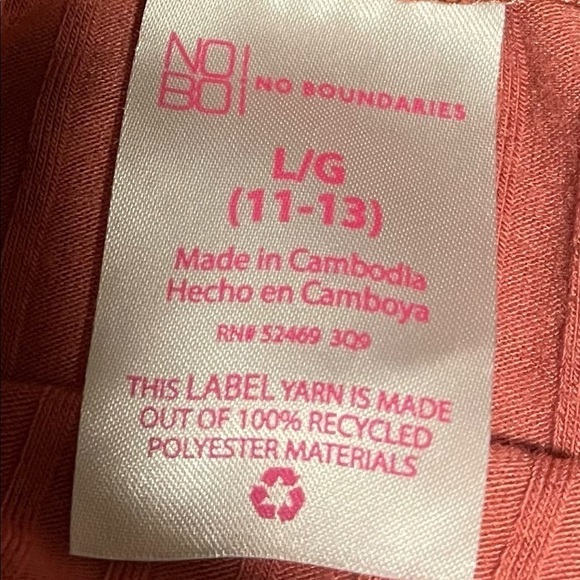 NO
BO
NO BOUNDARIES
L/G
(11-13)
Made in Cambodia
Hecho en Camboya
RN# 52469 3Q9
THIS LABEL YARN IS MADE
OUT OF 100% RECYCLED
POLYESTER MATERIALS